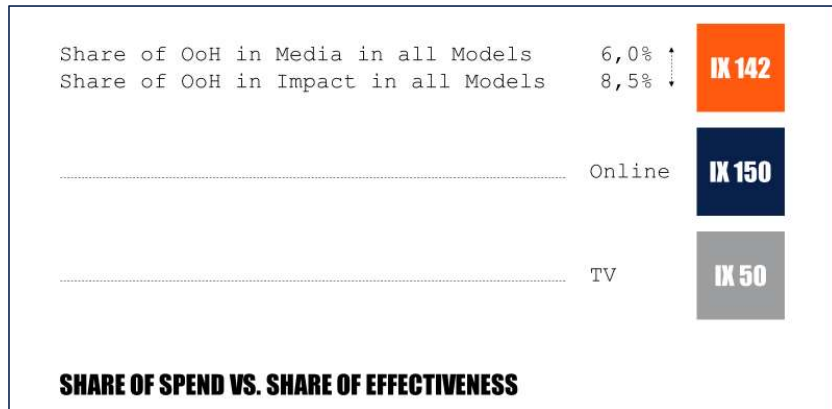 Share of OoH in Media in all Models 6,0%
Share of OoH in Impact in all Models 8,5%
IX 142
Online IX 150
TV IX 50
SHARE OF SPEND VS. SHARE OF EFFECTIVENESS